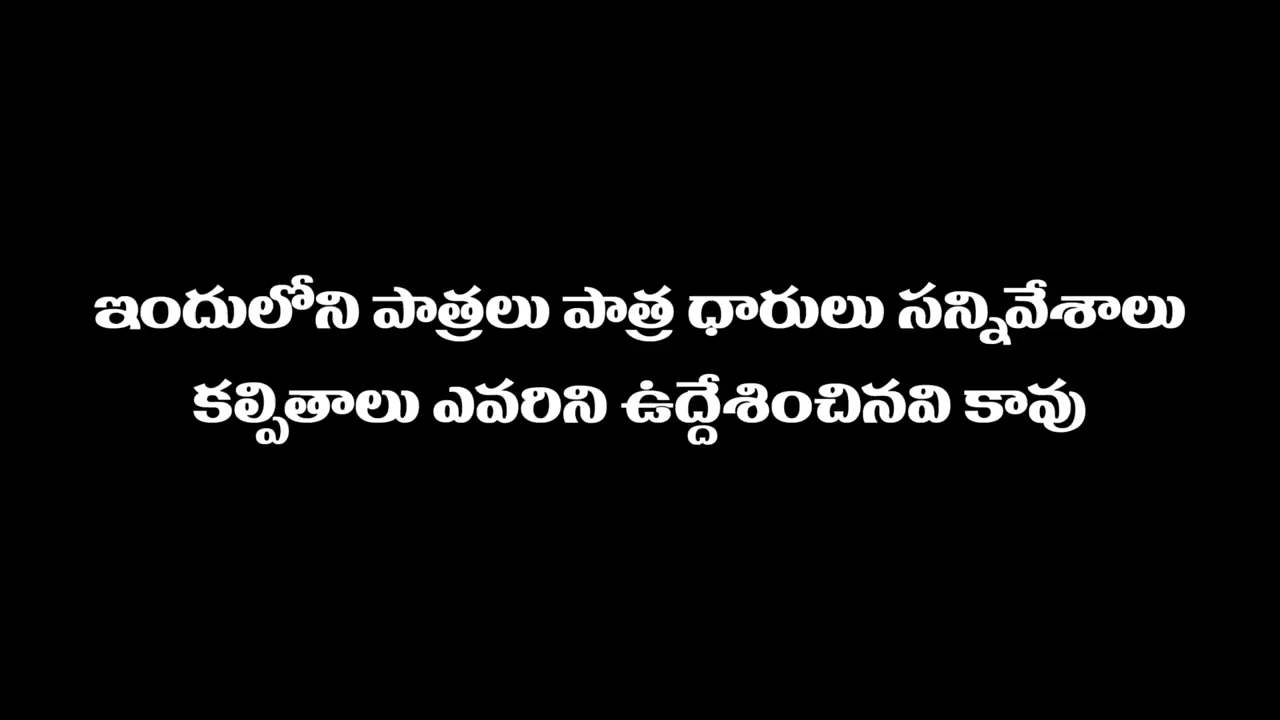 ఇందులోని పాత్రలు పాత్ర ధారులు సన్నివేశాలు
కల్పితాలు ఎవరిని ఉద్దేశించినవి కావు